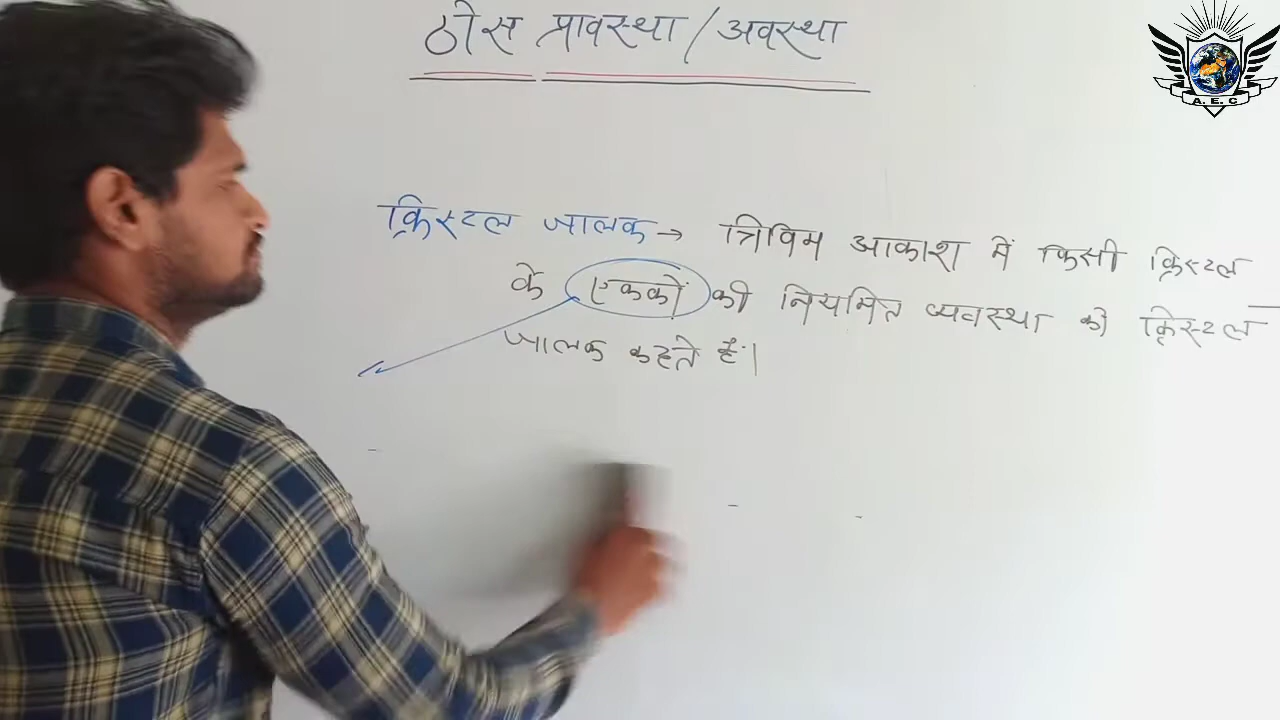 ठोस प्रावस्था / अवस्था
A. E. C
क्रिस्टल जालक → त्रिविम आकाश में किसी क्रिस्टल
के एककों की नियमित व्यवस्था को क्रिस्टल
जालक कहते हैं।